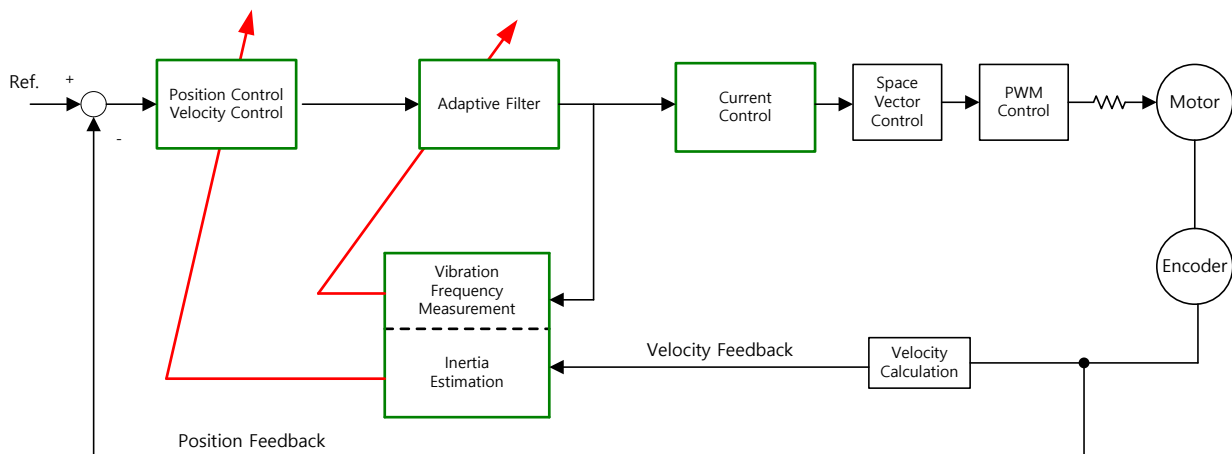 Ref.
+
-
Position Control
Velocity Control
Adaptive Filter
Current
Control
Space
Vector
Control
PWM
Control
Motor
Encoder
Vibration
Frequency
Measurement
Inertia
Estimation
Velocity Feedback
Velocity
Calculation
Position Feedback